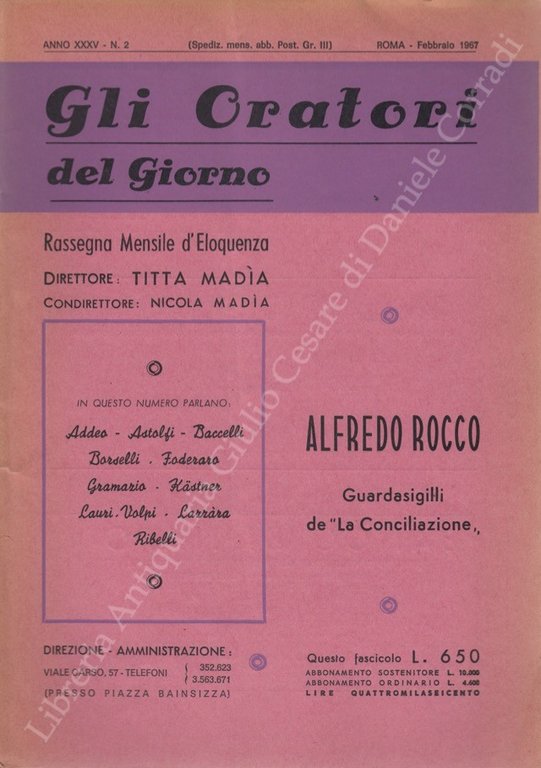 ANNO XXXV - N. 2 (Spediz. mens. abb. Post. Gr. III) ROMA - Febbraio 1967
Gli Oratori
del Giorno
Rassegna Mensile d'Eloquenza
DIRETTORE: TITTA MADÌA
CONDIRETTORE: NICOLA MADÌA
IN QUESTO NUMERO PARLANO:
Addeo - Astolfi - Baccelli
Borselli - Foderaro
Gramazio - Kästner
Lauri-Volpi - Larràra
Ribelli
ALFREDO ROCCO
Guardasigilli
de "La Conciliazione„
DIREZIONE - AMMINISTRAZIONE:
VIALE CARSO, 57 - TELEFONI { 352.623
3.563.671
(PRESSO PIAZZA BAINSIZZA)
Questo fascicolo L. 650
ABBONAMENTO SOSTENITORE L. 10.000
ABBONAMENTO ORDINARIO L. 4.600
LIRE QUATTROMILASEICENTO
Libreria Antiquaria Giulio Cesare di Daniele Corradi